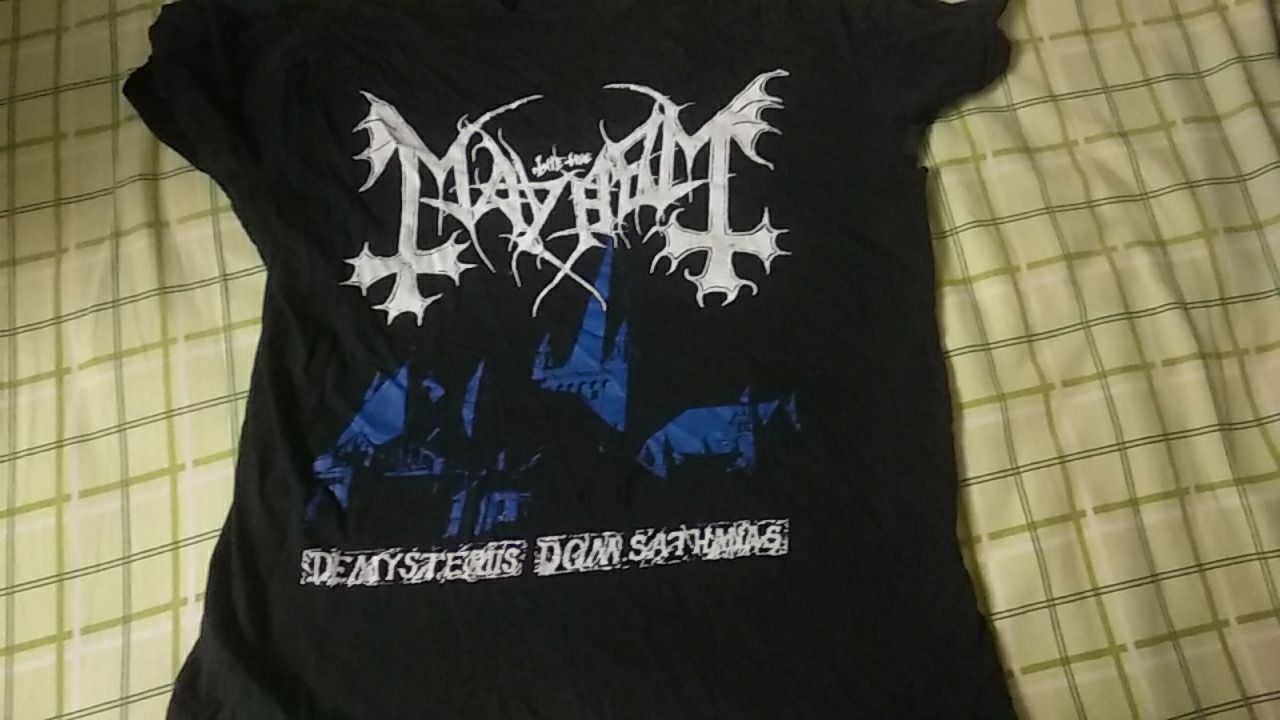 MAYHEM
DE MYSTERIIS DOM. SATHANAS